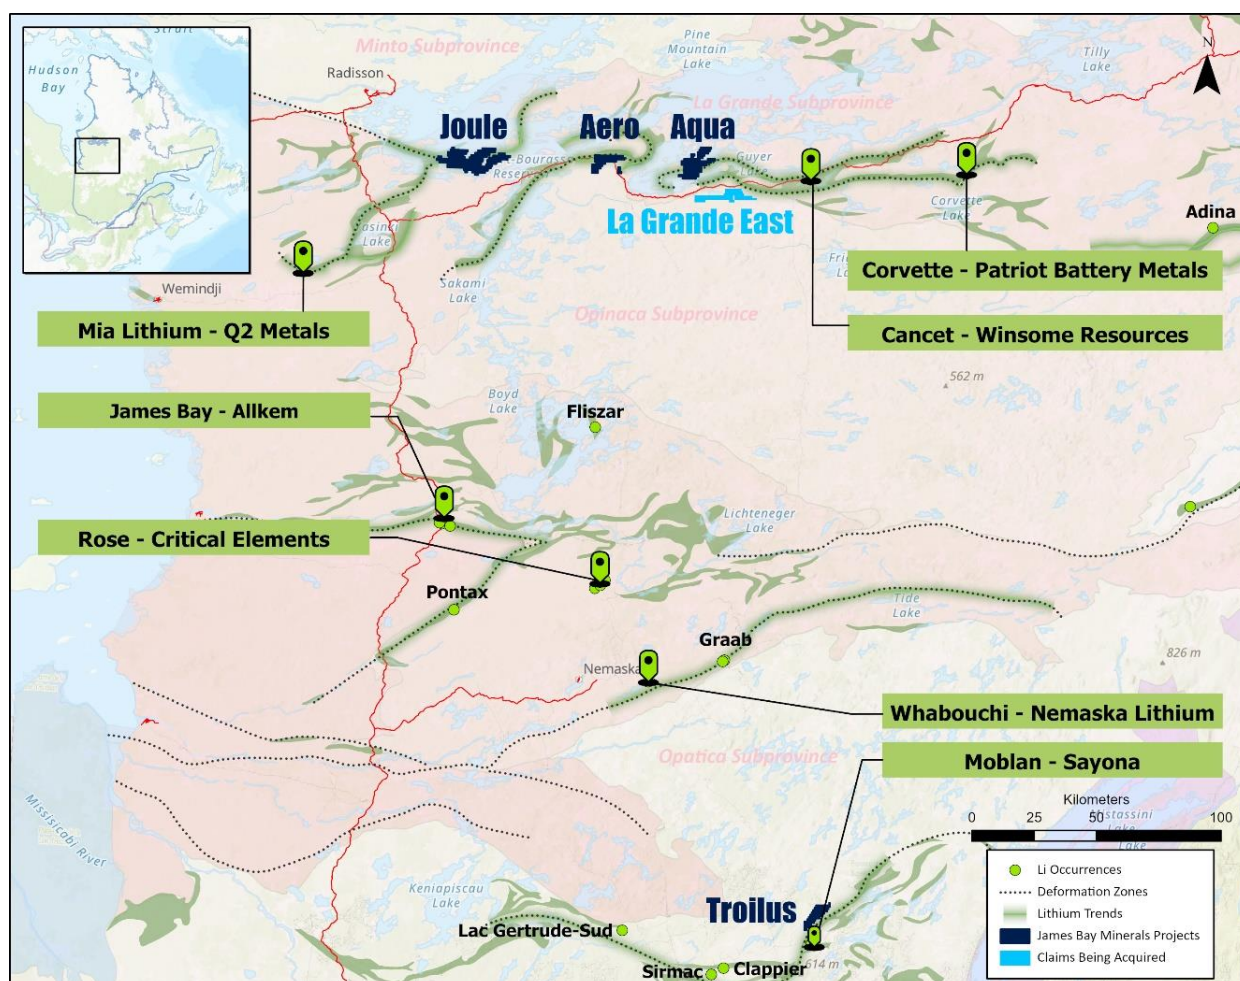 Strait
Hudson
Bay
Minto Subprovince
Pine
Mountain
Lake
Tilly
Lake
N
Radisson
La Grande Subprovince
Joule
Aero
Aqua
Guyer
Corvette
Lake
La Grande East
Adina
Corvette - Patriot Battery Metals
Sakami
Lake
Wemindji
Opinaca Subprovince
Mia Lithium - Q2 Metals
Cancet - Winsome Resources
562 m
Boyd
Lake
James Bay - Allkem
Fliszar
Lichteneger
Lake
Rose - Critical Elements
Pontax
Tide
Lake
Graab
Nemaska
826 m
Whabouchi - Nemaska Lithium
Opatica Subprovince
Moblan - Sayona
Missisicabi River
Kilometers
0 25 50 100
Keniapiscau
Lake
Troilus
Lac Gertrude-Sud
Sirmac
Clappier
614 m
Li Occurrences
Deformation Zones
Lithium Trends
James Bay Minerals Projects
Claims Being Acquired